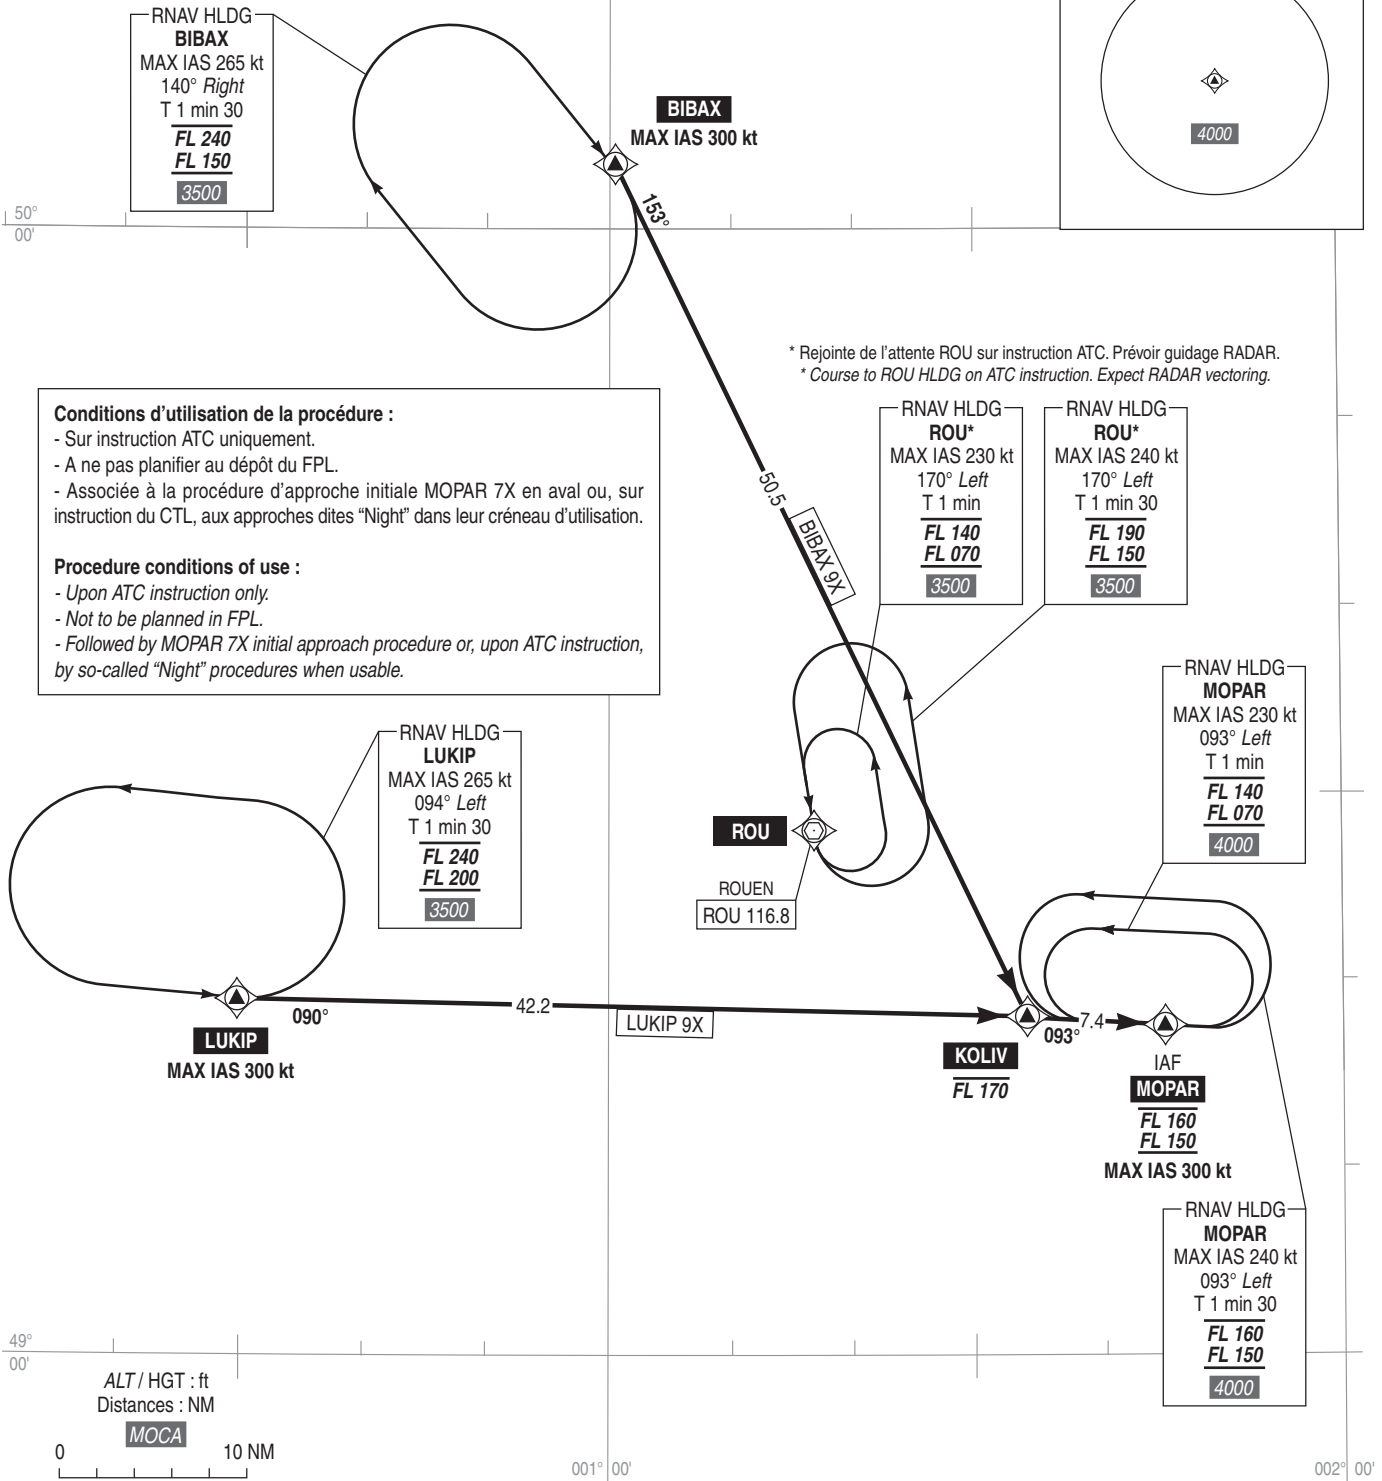 RNAV HLDG
BIBAX
MAX IAS 265 kt
140° Right
T 1 min 30
FL 240
FL 150
3500
BIBAX
MAX IAS 300 kt
4000
153°
50°
00'
* Rejointe de l'attente ROU sur instruction ATC. Prévoir guidage RADAR.
* Course to ROU HLDG on ATC instruction. Expect RADAR vectoring.
Conditions d'utilisation de la procédure :
- Sur instruction ATC uniquement.
- A ne pas planifier au dépôt du FPL.
- Associée à la procédure d'approche initiale MOPAR 7X en aval ou, sur
instruction du CTL, aux approches dites “Night” dans leur créneau d'utilisation.
Procedure conditions of use :
- Upon ATC instruction only.
- Not to be planned in FPL.
- Followed by MOPAR 7X initial approach procedure or, upon ATC instruction,
by so-called “Night” procedures when usable.
50.5
BIBAX 9X
RNAV HLDG
ROU*
MAX IAS 230 kt
170° Left
T 1 min
FL 140
FL 070
3500
RNAV HLDG
ROU*
MAX IAS 240 kt
170° Left
T 1 min 30
FL 190
FL 150
3500
RNAV HLDG
MOPAR
MAX IAS 230 kt
093° Left
T 1 min
FL 140
FL 070
4000
RNAV HLDG
LUKIP
MAX IAS 265 kt
094° Left
T 1 min 30
FL 240
FL 200
3500
ROU
ROUEN
ROU 116.8
090°
42.2
LUKIP 9X
LUKIP
MAX IAS 300 kt
7.4
093°
KOLIV
FL 170
IAF
MOPAR
FL 160
FL 150
MAX IAS 300 kt
RNAV HLDG
MOPAR
MAX IAS 240 kt
093° Left
T 1 min 30
FL 160
FL 150
4000
49°
00'
ALT / HGT : ft
Distances : NM
MOCA
0 10 NM
001° 00'
002° 00'